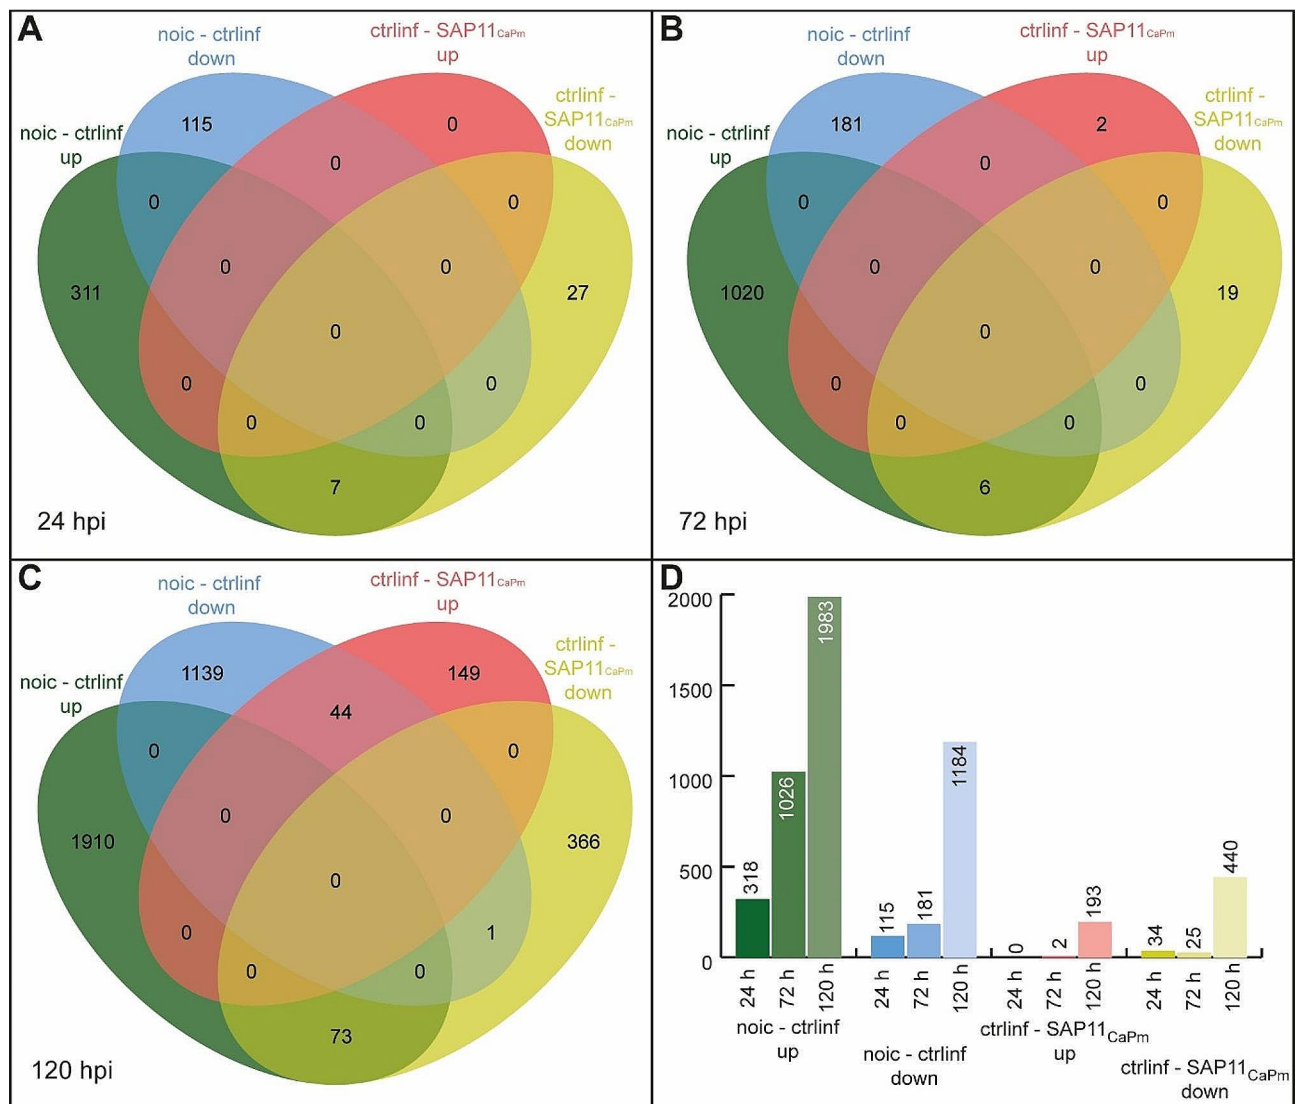 A
noic - ctrlinf
down
ctrlinf - SAP11CaPm
up
ctrlinf -
SAP11CaPm
down
noic - ctrlinf
up
115
0
0
0
0
311
0
0
27
0
0
0
0
0
7
24 hpi
B
noic - ctrlinf
down
ctrlinf - SAP11CaPm
up
ctrlinf -
SAP11CaPm
down
noic - ctrlinf
up
181
2
0
0
0
1020
0
0
19
0
0
0
0
0
6
72 hpi
C
noic - ctrlinf
down
ctrlinf - SAP11CaPm
up
ctrlinf -
SAP11CaPm
down
noic - ctrlinf
up
1139
149
44
0
0
1910
0
0
366
0
0
1
0
0
73
120 hpi
D
2000
1500
1000
500
0
318
1026
1983
115
181
1184
0
2
193
34
25
440
24 h
72 h
120 h
24 h
72 h
120 h
24 h
72 h
120 h
24 h
72 h
120 h
noic - ctrlinf
up
noic - ctrlinf
down
ctrlinf - SAP11CaPm
up
ctrlinf - SAP11CaPm
down